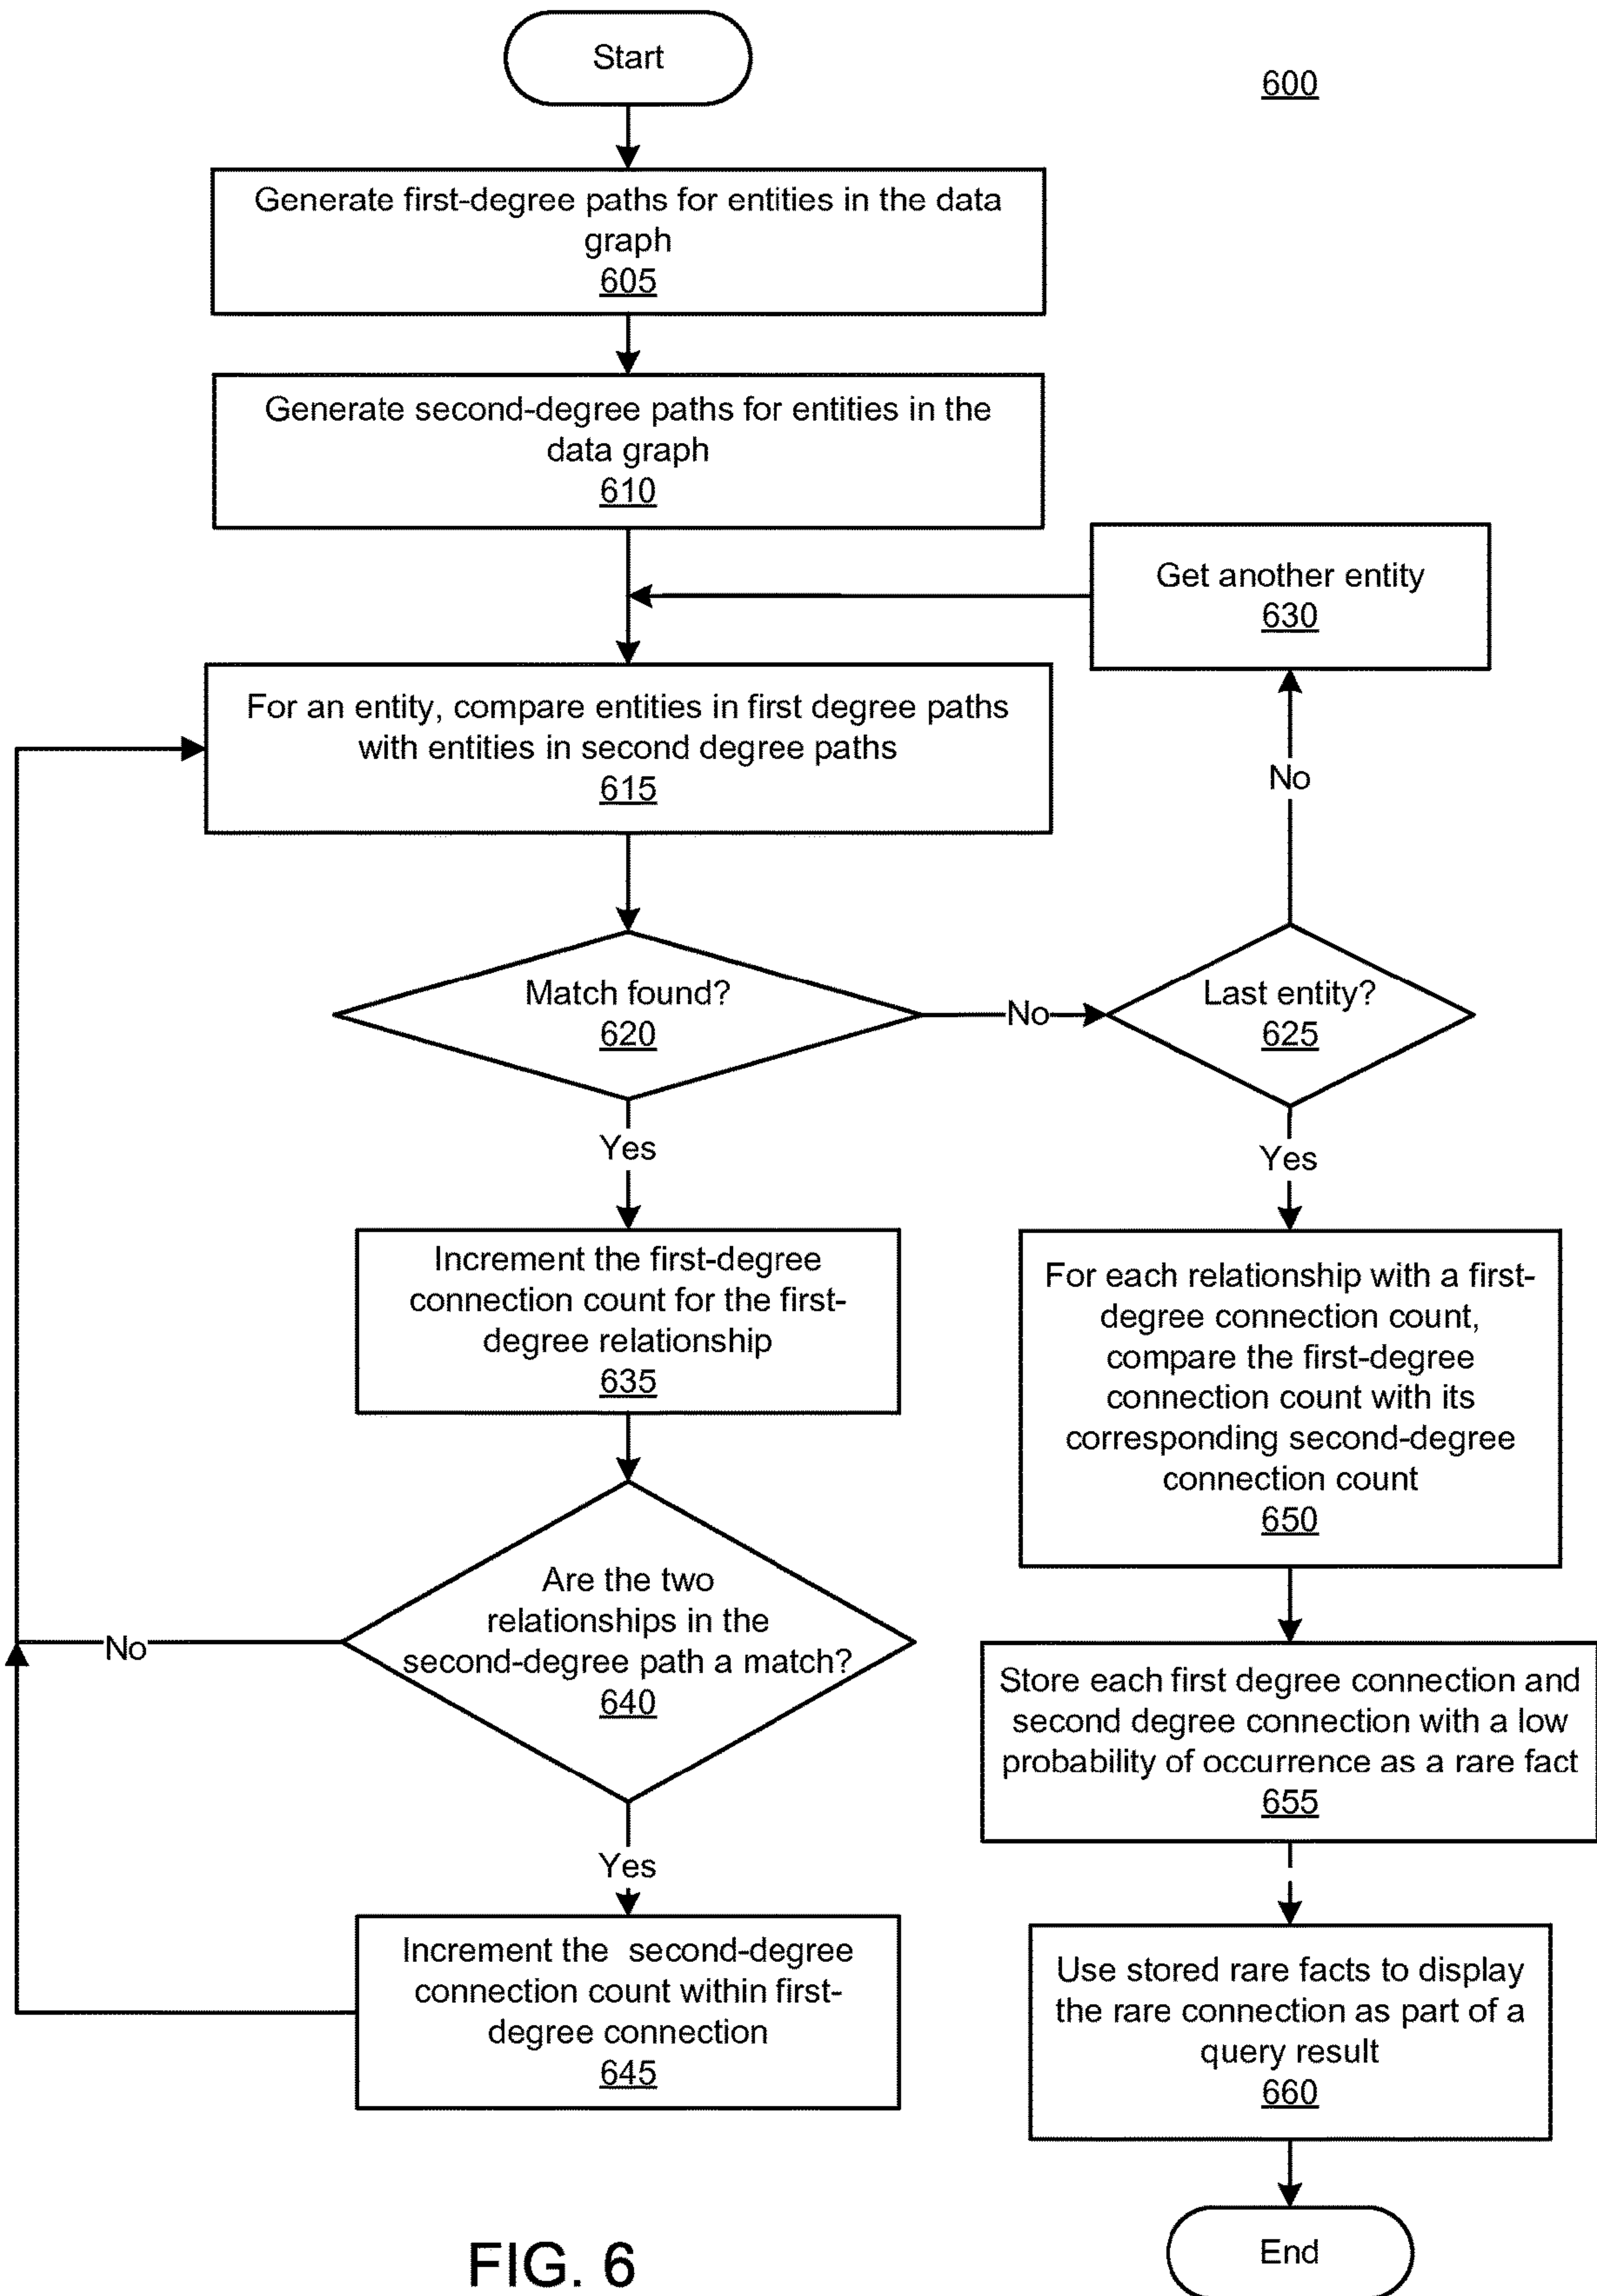 Start
600
Generate first-degree paths for entities in the data
graph
605
Generate second-degree paths for entities in the
data graph
610
Get another entity
630
For an entity, compare entities in first degree paths
with entities in second degree paths
615
No
Match found?
620
No
Last entity?
625
Yes
Yes
Increment the first-degree
connection count for the first-
degree relationship
635
For each relationship with a first-
degree connection count,
compare the first-degree
connection count with its
corresponding second-degree
connection count
650
Are the two
relationships in the
second-degree path a match?
640
No
Store each first degree connection and
second degree connection with a low
probability of occurrence as a rare fact
655
Yes
Increment the second-degree
connection count within first-
degree connection
645
Use stored rare facts to display
the rare connection as part of a
query result
660
End
FIG. 6